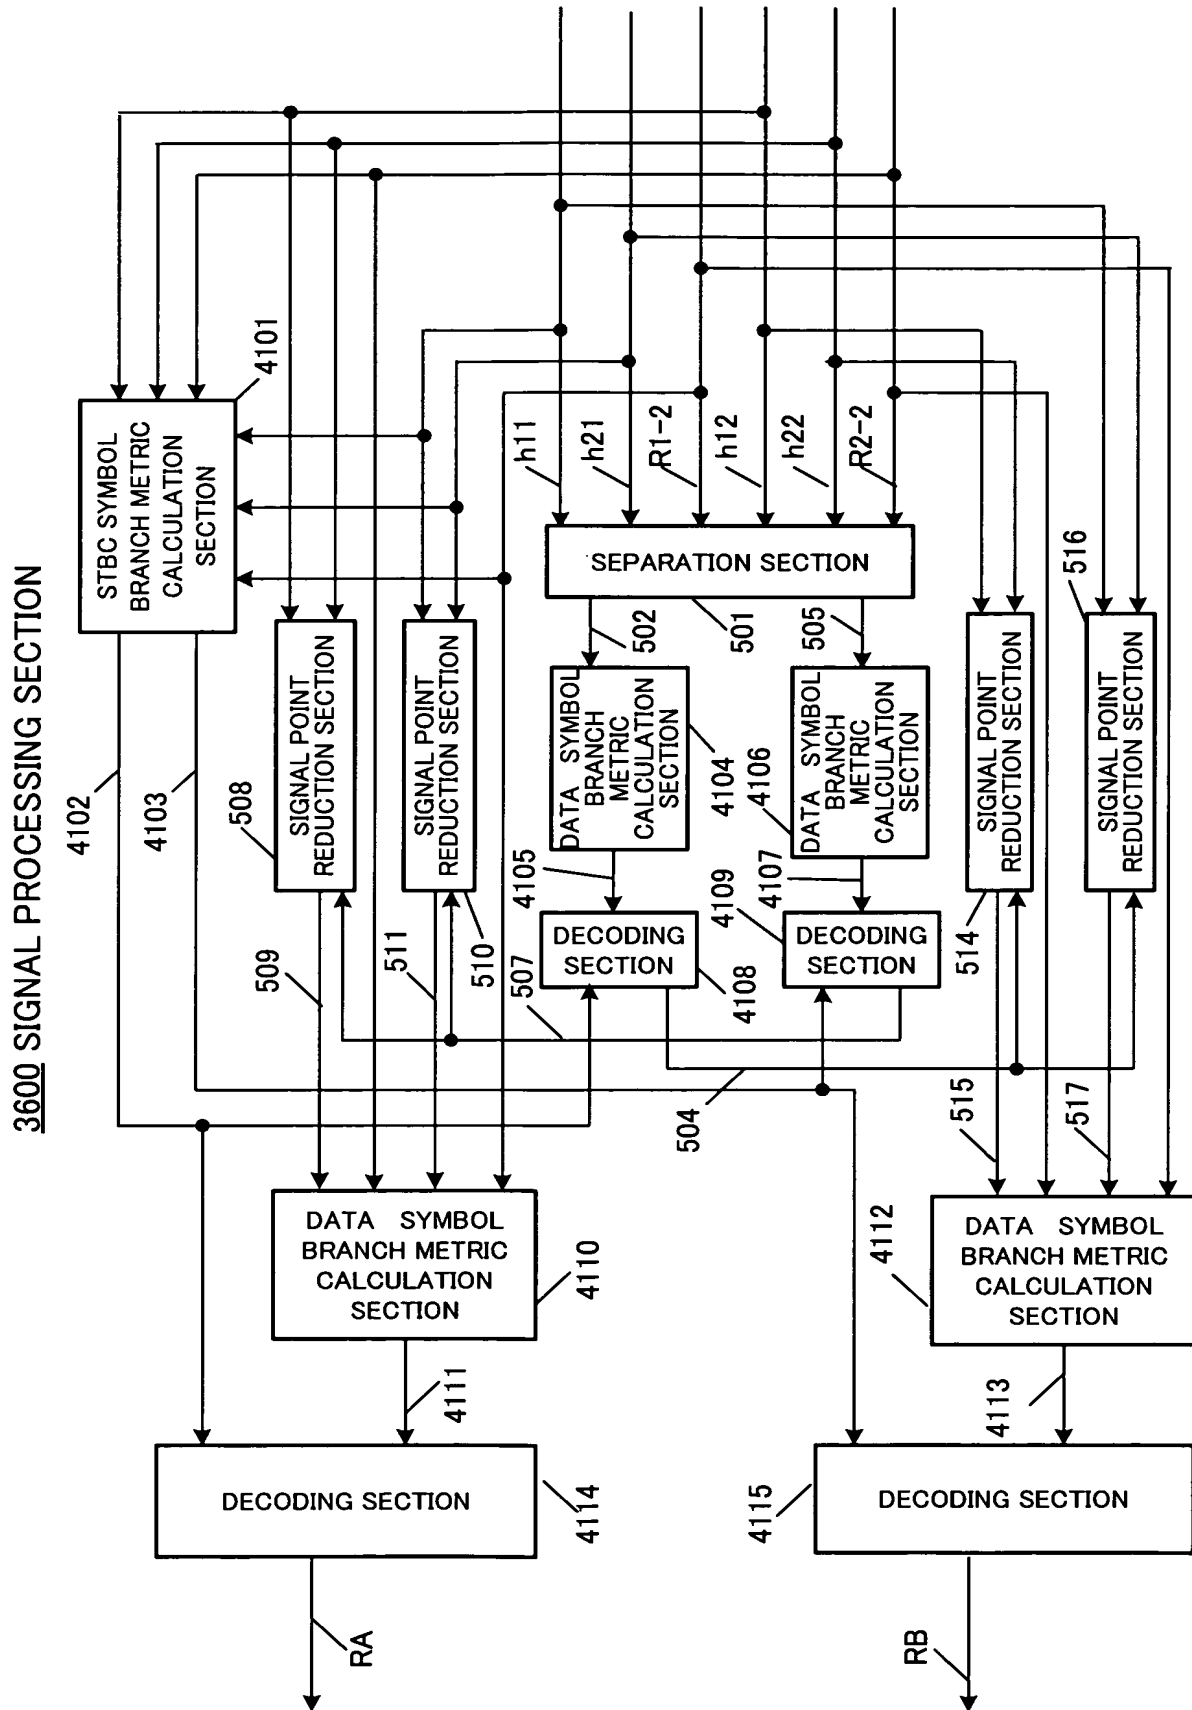 3600 SIGNAL PROCESSING SECTION
STBC SYMBOL
BRANCH METRIC
CALCULATION
SECTION
4101
4102
4103
508
SIGNAL POINT
REDUCTION SECTION
509
SIGNAL POINT
REDUCTION SECTION
510
511
h11
h21
R1-2
h12
h22
R2-2
SEPARATION SECTION
501
502
505
DATA SYMBOL
BRANCH
METRIC
CALCULATION
SECTION
4104
4105
DATA SYMBOL
BRANCH
METRIC
CALCULATION
SECTION
4106
4107
DECODING
SECTION
4108
507
DECODING
SECTION
4109
504
SIGNAL POINT
REDUCTION SECTION
514
515
SIGNAL POINT
REDUCTION SECTION
516
517
DATA SYMBOL
BRANCH METRIC
CALCULATION
SECTION
4110
4111
DATA SYMBOL
BRANCH METRIC
CALCULATION
SECTION
4112
4113
DECODING SECTION
4114
DECODING SECTION
4115
RA
RB